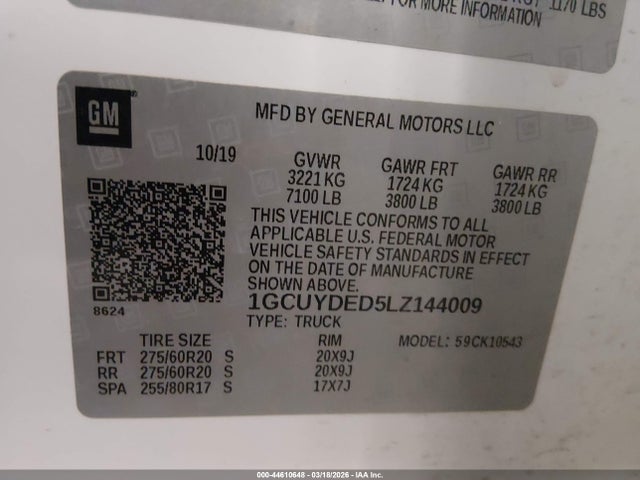 FOR MORE INFORMATION
1170 LBS
GM
MFD BY GENERAL MOTORS LLC
10/19
GVWR GAWR FRT GAWR RR
3221 KG 1724 KG 1724 KG
7100 LB 3800 LB 3800 LB
THIS VEHICLE CONFORMS TO ALL
APPLICABLE U.S. FEDERAL MOTOR
VEHICLE SAFETY STANDARDS IN EFFECT
ON THE DATE OF MANUFACTURE
SHOWN ABOVE.
8624
1GCUYDED5LZ144009
TYPE: TRUCK
MODEL: 59CK10543
TIRE SIZE RIM
FRT 275/60R20 S 20X9J
RR 275/60R20 S 20X9J
SPA 255/80R17 S 17X7J
000-44610648 - 03/18/2026 - IAA Inc.